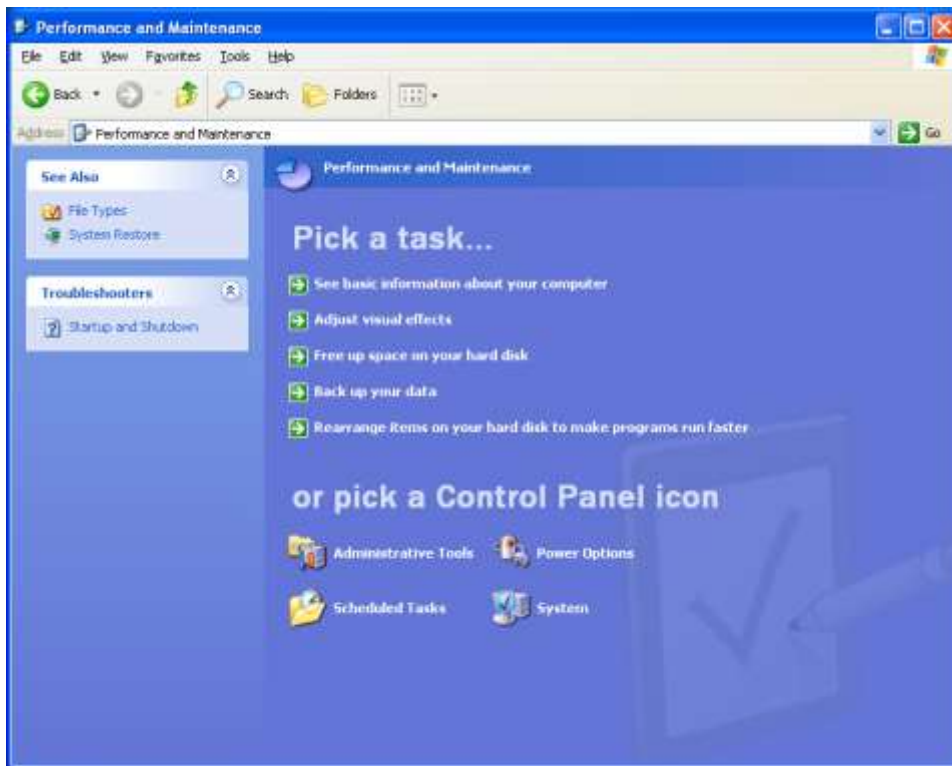 Performance and Maintenance
File Edit View Favorites Tools Help
Back Search Folders
Address Performance and Maintenance Go
See Also
File Types
System Restore
Troubleshooters
Startup and Shutdown
Performance and Maintenance
Pick a task...
See basic information about your computer
Adjust visual effects
Free up space on your hard disk
Back up your data
Rearrange items on your hard disk to make programs run faster
or pick a Control Panel icon
Administrative Tools Power Options
Scheduled Tasks System